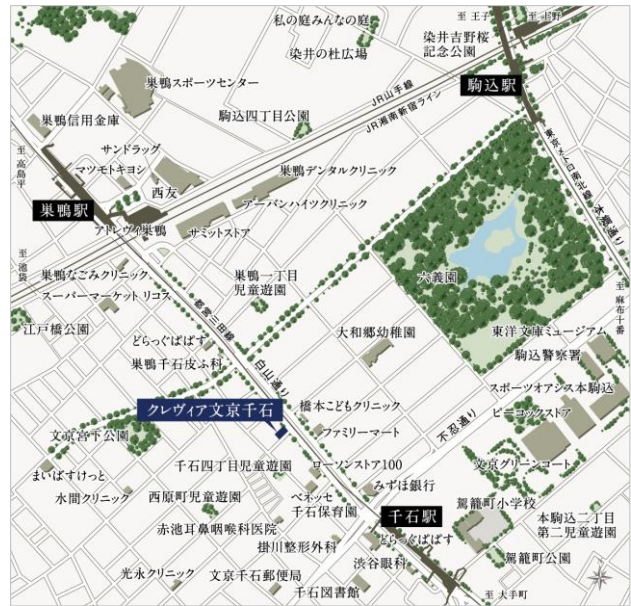 至 王子
至 上野
私の庭みんなの庭
染井の杜広場
染井吉野桜
記念公園
駒込駅
巣鴨スポーツセンター
JR山手線
JR湘南新宿ライン
駒込四丁目公園
巣鴨信用金庫
サンドラッグ
マツモトキヨシ
西友
巣鴨デンタルクリニック
アーバンハイツクリニック
至 高島平
巣鴨駅
アトレヴィ巣鴨
サミットストア
東京メトロ南北線
本郷通り
六義園
至 池袋
巣鴨なごみクリニック
スーパーマーケット リコス
巣鴨一丁目
児童遊園
都営三田線
白山通り
至 麻布十番
江戸橋公園
どらっぐぱぱす
巣鴨千石皮ふ科
大和郷幼稚園
東洋文庫ミュージアム
駒込警察署
スポーツオアシス本駒込
ピーコックストア
クレヴィア文京千石
橋本こどもクリニック
ファミリーマート
不忍通り
文京宮下公園
まいばすけっと
水間クリニック
千石四丁目児童遊園
ローソンストア100
文京グリーンコート
西原町児童遊園
ベネッセ
千石保育園
みずほ銀行
千石駅
駕籠町小学校
本駒込二丁目
第二児童遊園
赤池耳鼻咽喉科医院
掛川整形外科
どらっぐぱぱす
渋谷眼科
駕籠町公園
光永クリニック
文京千石郵便局
千石図書館
至 大手町